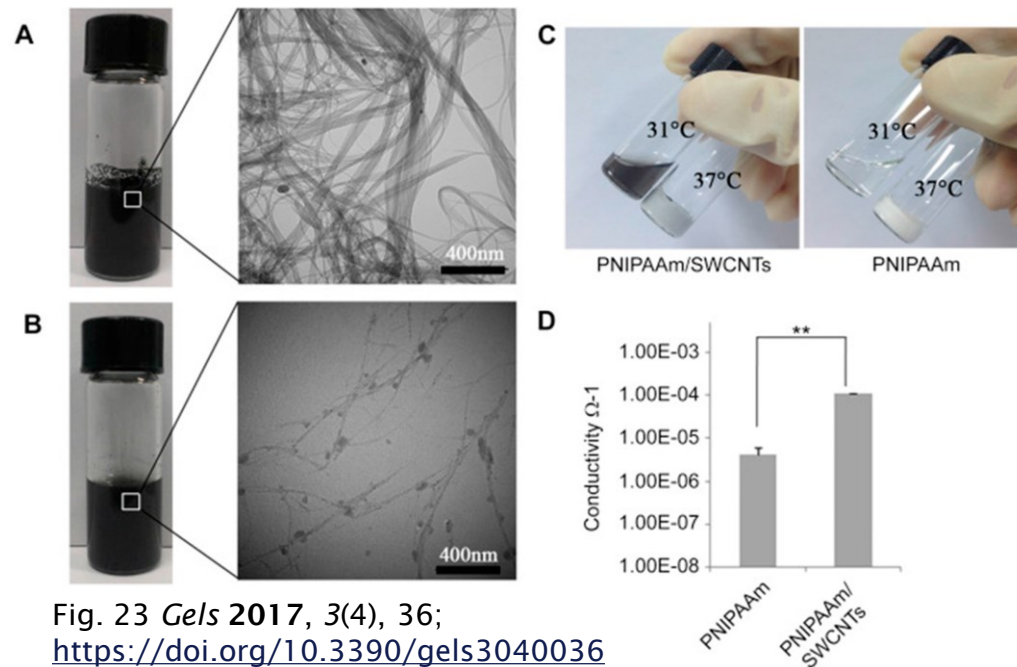 A
400nm
B
400nm
C
31°C
37°C
31°C
37°C
PNIPAAm/SWCNTs
PNIPAAm
D
**
1.00E-03
1.00E-04
1.00E-05
1.00E-06
1.00E-07
1.00E-08
Conductivity Ω-1
PNIPAAm
PNIPAAm/
SWCNTs
Fig. 23 Gels 2017, 3(4), 36;
https://doi.org/10.3390/gels3040036